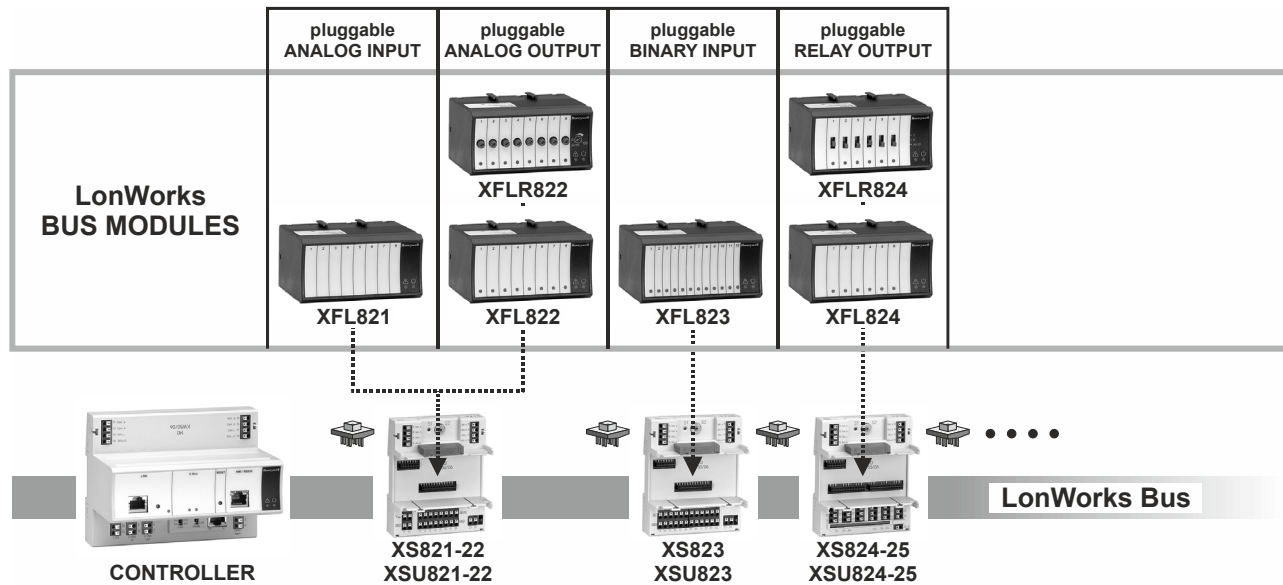 pluggable
ANALOG INPUT
pluggable
ANALOG OUTPUT
pluggable
BINARY INPUT
pluggable
RELAY OUTPUT
LonWorks
BUS MODULES
XFLR822
XFLR824
XFL821
XFL822
XFL823
XFL824
LonWorks Bus
CONTROLLER
XS821-22
XSU821-22
XS823
XSU823
XS824-25
XSU824-25